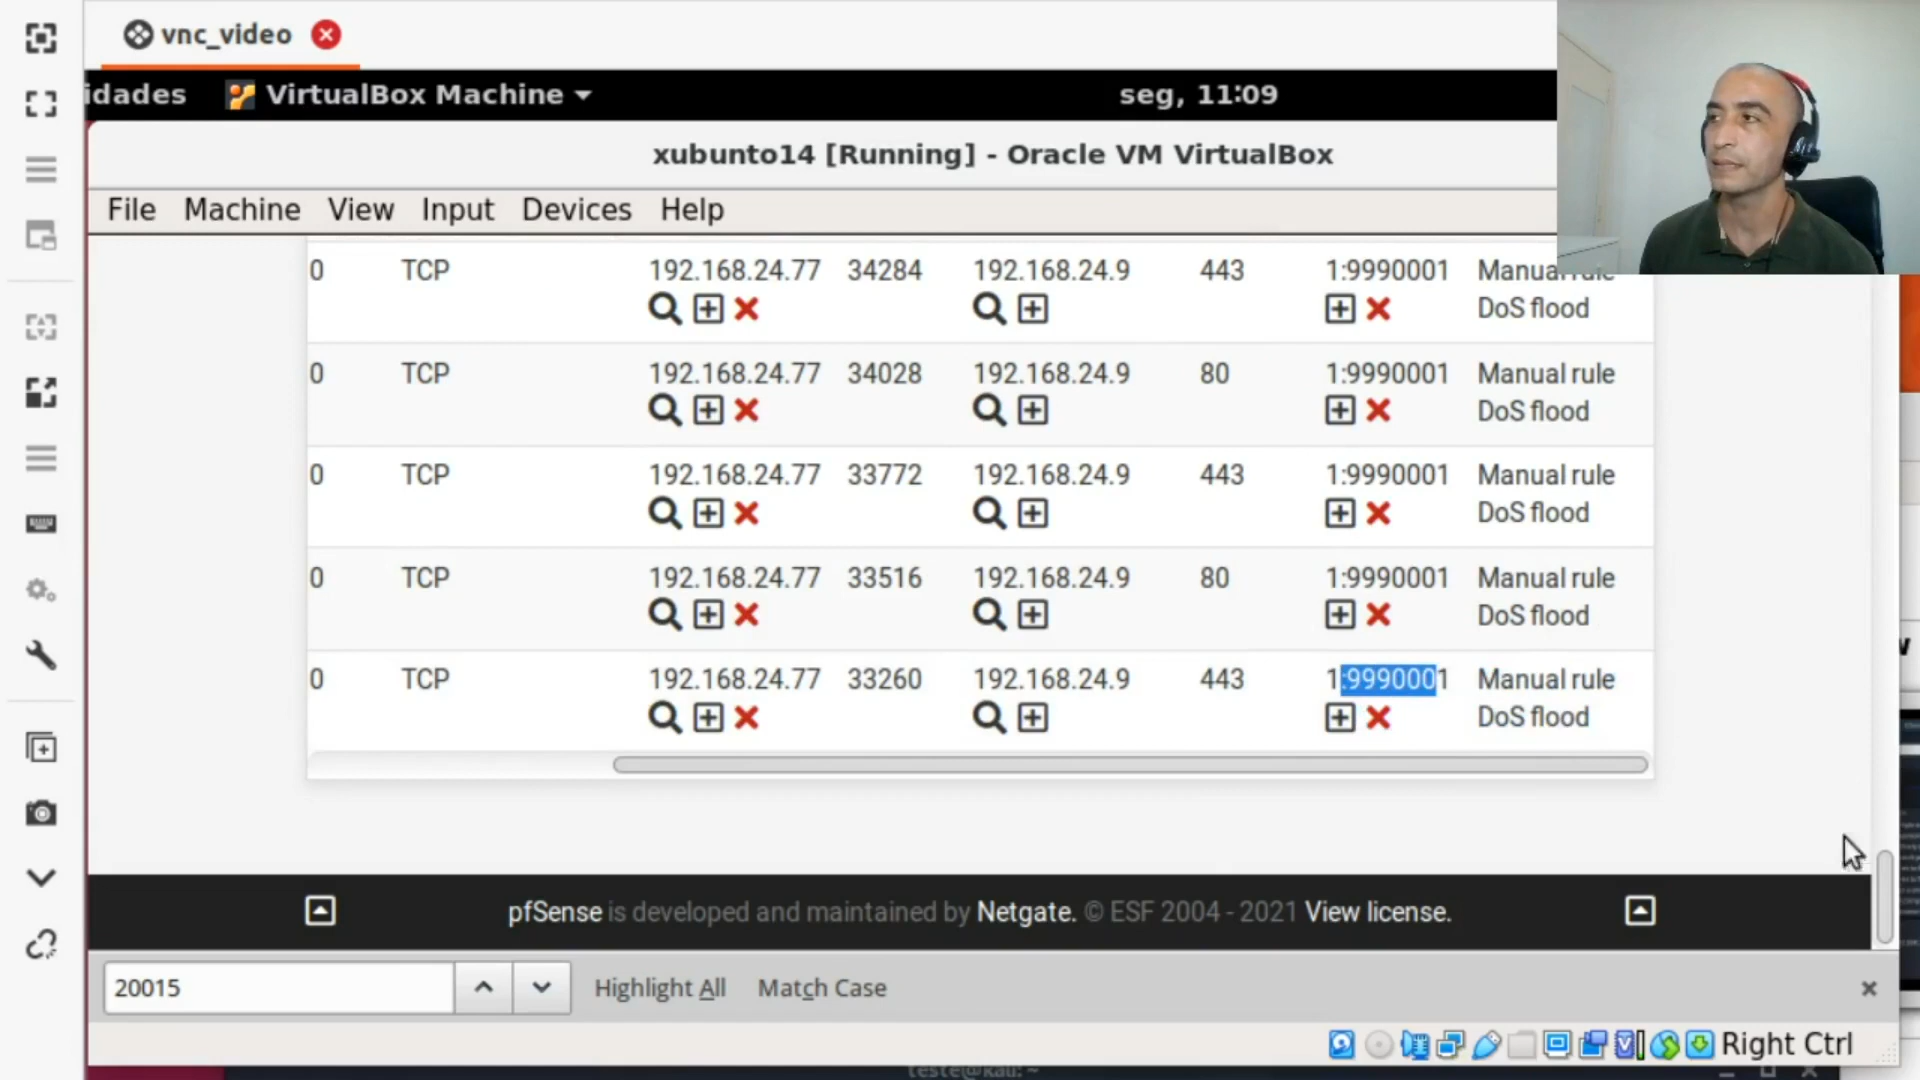 vnc_video
idades VirtualBox Machine seg, 11:09
xubunto14 [Running] - Oracle VM VirtualBox
File Machine View Input Devices Help
0 TCP 192.168.24.77 34284 192.168.24.9 443 1:9990001 Manual rule
DoS flood
0 TCP 192.168.24.77 34028 192.168.24.9 80 1:9990001 Manual rule
DoS flood
0 TCP 192.168.24.77 33772 192.168.24.9 443 1:9990001 Manual rule
DoS flood
0 TCP 192.168.24.77 33516 192.168.24.9 80 1:9990001 Manual rule
DoS flood
0 TCP 192.168.24.77 33260 192.168.24.9 443 1:9990001 Manual rule
DoS flood
pfSense is developed and maintained by Netgate. © ESF 2004 - 2021 View license.
20015 Highlight All Match Case
Right Ctrl
teste@kali: ~